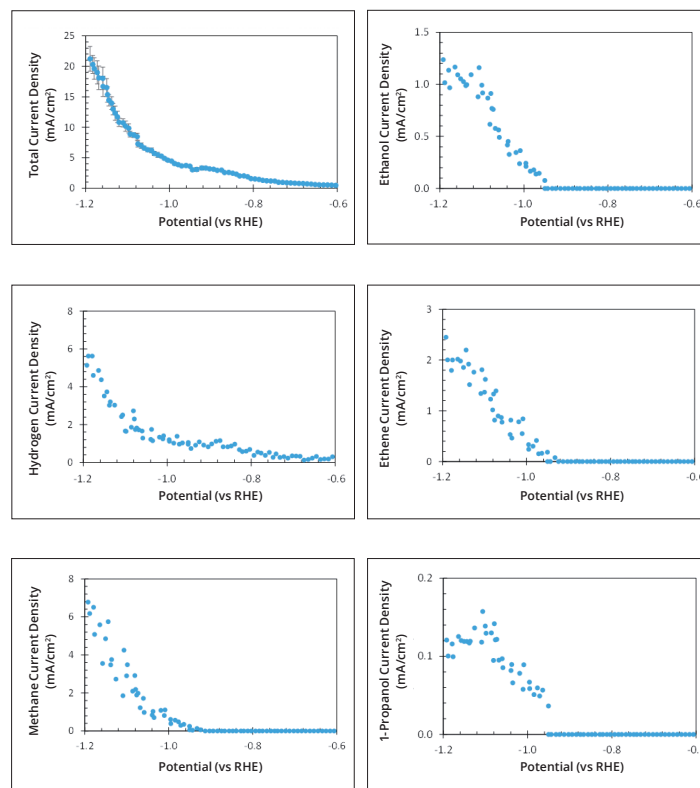 Total Current Density
(mA/cm²)
25
20
15
10
5
0
-1.2
-1.0
-0.8
-0.6
Potential (vs RHE)
Ethanol Current Density
(mA/cm²)
1.5
1.0
0.5
0.0
-1.2
-1.0
-0.8
-0.6
Potential (vs RHE)
Hydrogen Current Density
(mA/cm²)
8
6
4
2
0
-1.2
-1.0
-0.8
-0.6
Potential (vs RHE)
Ethene Current Density
(mA/cm²)
3
2
1
0
-1.2
-1.0
-0.8
-0.6
Potential (vs RHE)
Methane Current Density
(mA/cm²)
8
6
4
2
0
-1.2
-1.0
-0.8
-0.6
Potential (vs RHE)
1-Propanol Current Density
(mA/cm²)
0.2
0.1
0.0
-1.2
-1.0
-0.8
Potential (vs RHE)